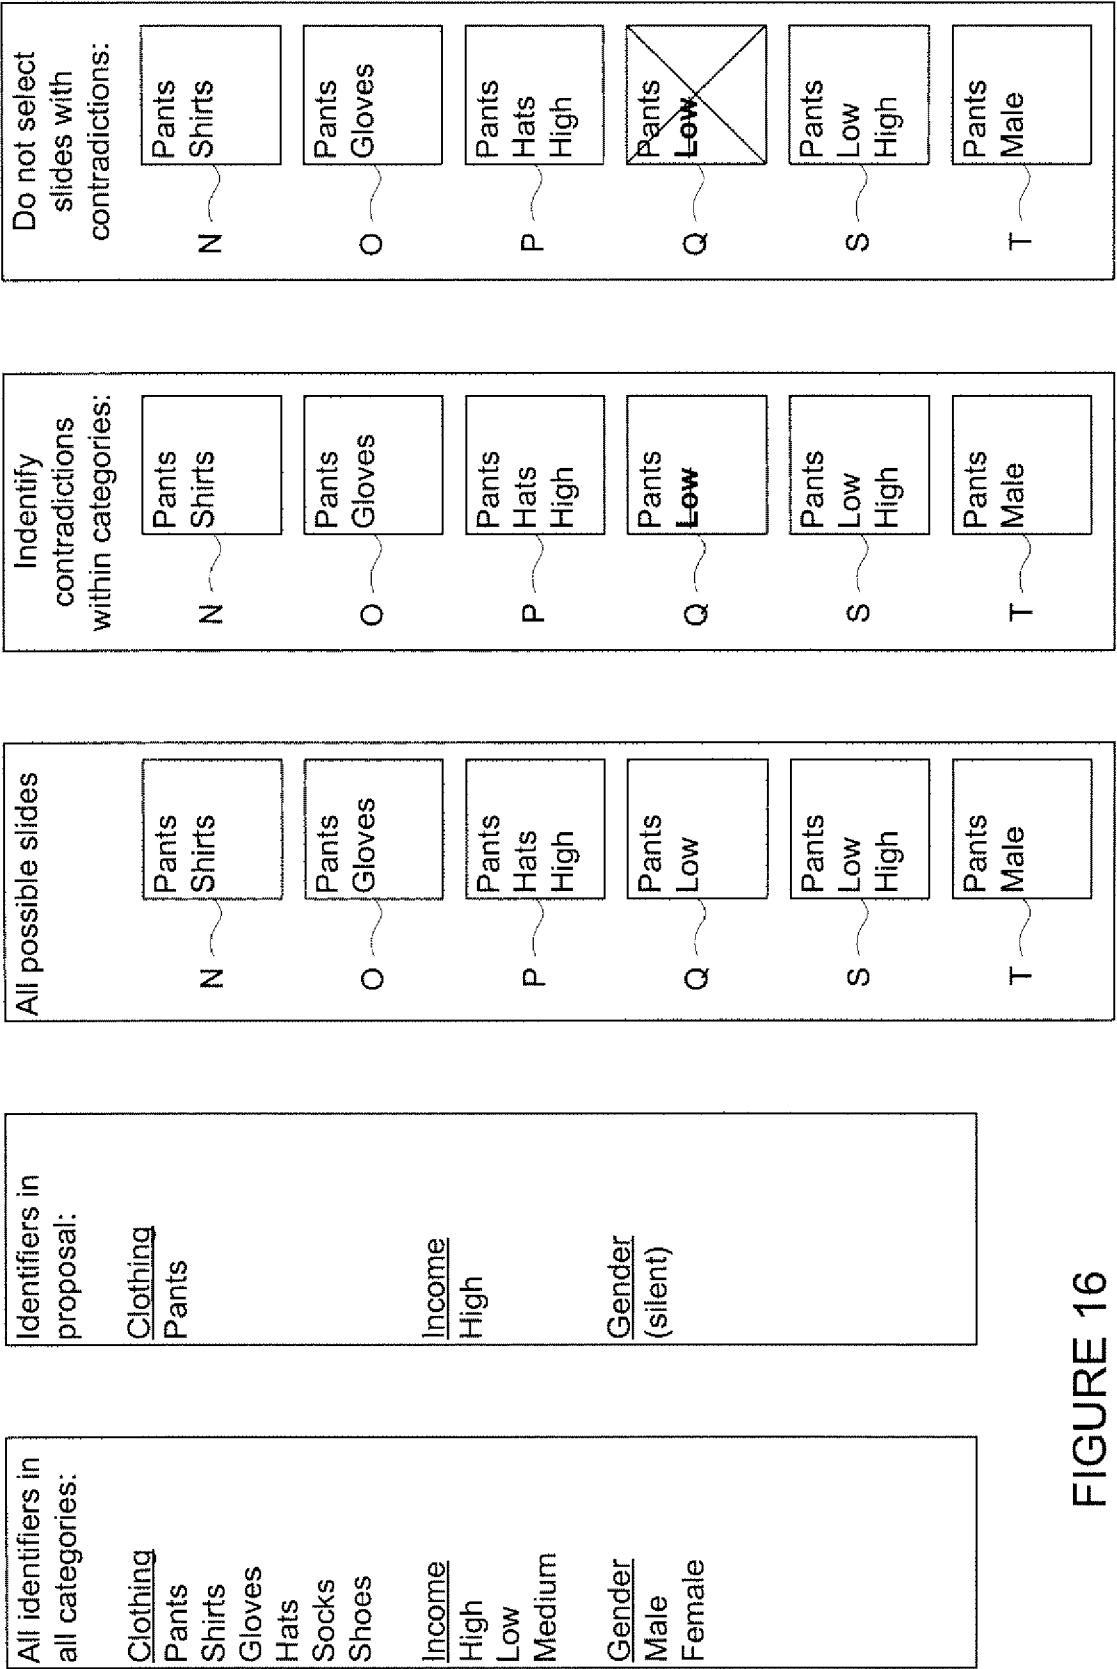 All identifiers in
all categories:
Clothing
Pants
Shirts
Gloves
Hats
Socks
Shoes
Income
High
Low
Medium
Gender
Male
Female
Identifiers in
proposal:
Clothing
Pants
Income
High
Gender
(silent)
All possible slides
N
Pants
Shirts
O
Pants
Gloves
P
Pants
Hats
High
Q
Pants
Low
S
Pants
Low
High
T
Pants
Male
Indentify
contradictions
within categories:
N
Pants
Shirts
O
Pants
Gloves
P
Pants
Hats
High
Q
Pants
Low
S
Pants
Low
High
T
Pants
Male
Do not select
slides with
contradictions:
N
Pants
Shirts
O
Pants
Gloves
P
Pants
Hats
High
Q
Pants
Low
S
Pants
Low
High
T
Pants
Male
FIGURE 16